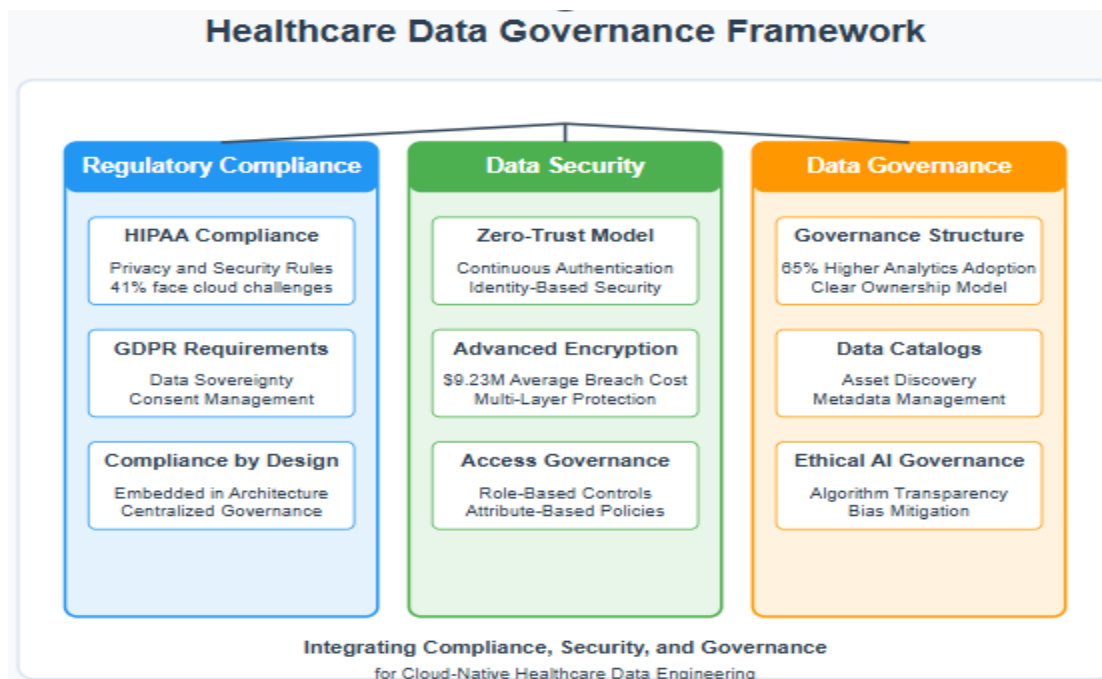 Healthcare Data Governance Framework
Regulatory Compliance
HIPAA Compliance
Privacy and Security Rules
41% face cloud challenges
GDPR Requirements
Data Sovereignty
Consent Management
Compliance by Design
Embedded in Architecture
Centralized Governance
Data Security
Zero-Trust Model
Continuous Authentication
Identity-Based Security
Advanced Encryption
$9.23M Average Breach Cost
Multi-Layer Protection
Access Governance
Role-Based Controls
Attribute-Based Policies
Data Governance
Governance Structure
65% Higher Analytics Adoption
Clear Ownership Model
Data Catalogs
Asset Discovery
Metadata Management
Ethical AI Governance
Algorithm Transparency
Bias Mitigation
Integrating Compliance, Security, and Governance
for Cloud-Native Healthcare Data Engineering